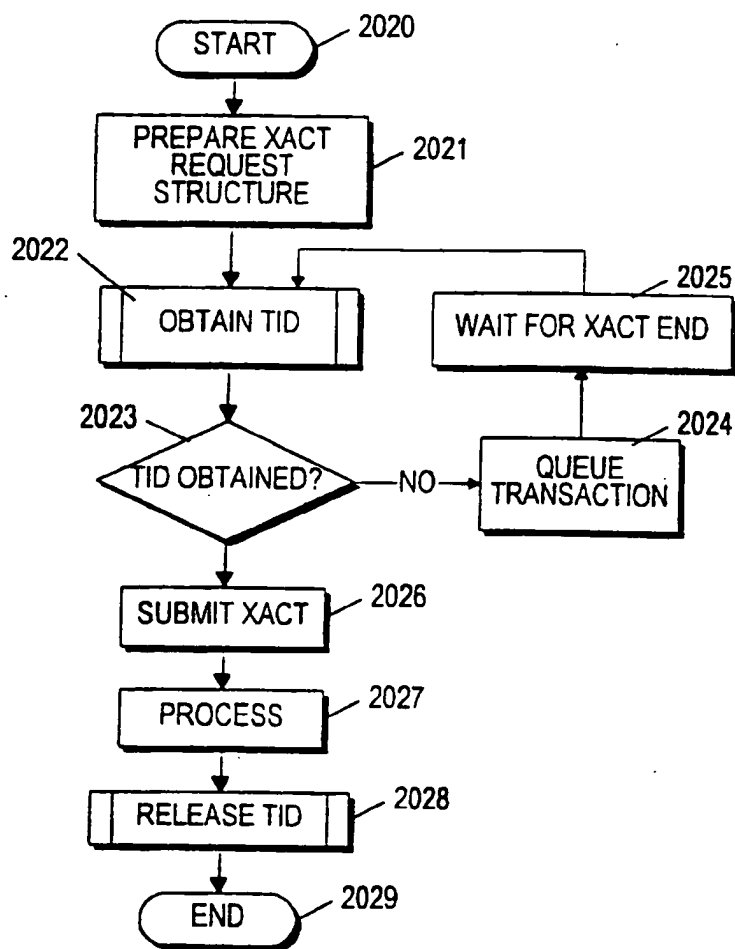 START
2020
PREPARE XACT
REQUEST
STRUCTURE
2021
2022
OBTAIN TID
2025
WAIT FOR XACT END
2023
TID OBTAINED?
NO
2024
QUEUE
TRANSACTION
SUBMIT XACT
2026
PROCESS
2027
RELEASE TID
2028
END
2029